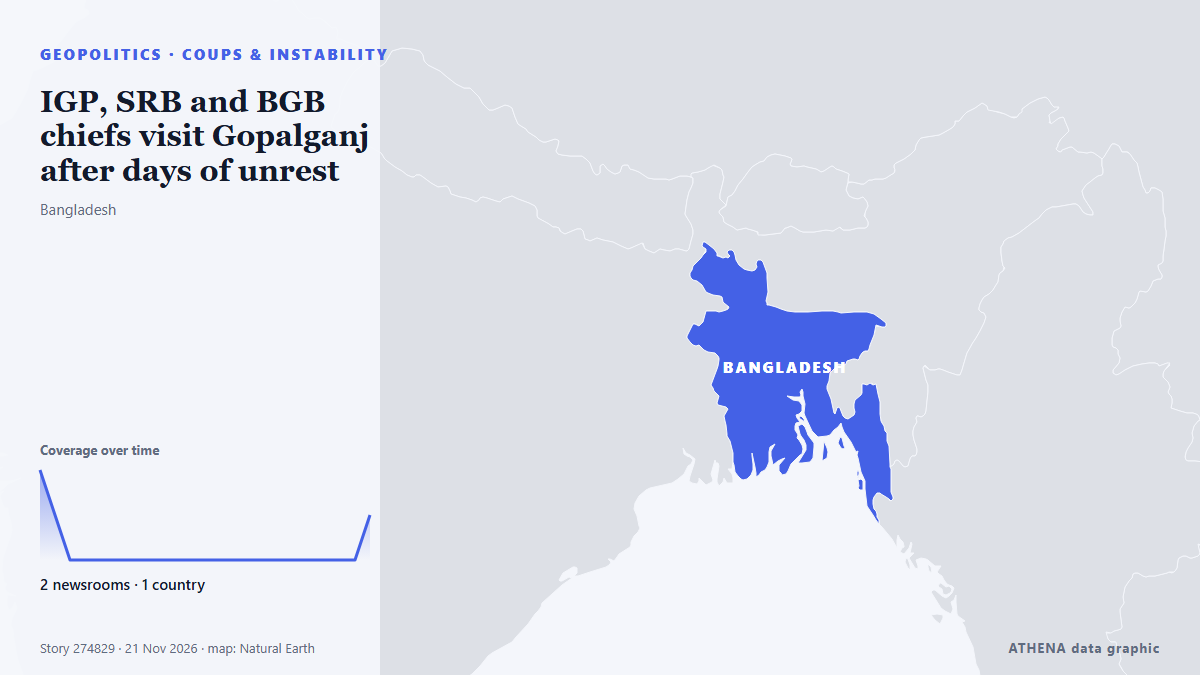 GEOPOLITICS · COUPS & INSTABILITY
IGP, SRB and BGB
chiefs visit Gopalganj
after days of unrest
Bangladesh
BANGLADESH
Coverage over time
2 newsrooms · 1 country
Story 274829 · 21 Nov 2026 · map: Natural Earth
ATHENA data graphic